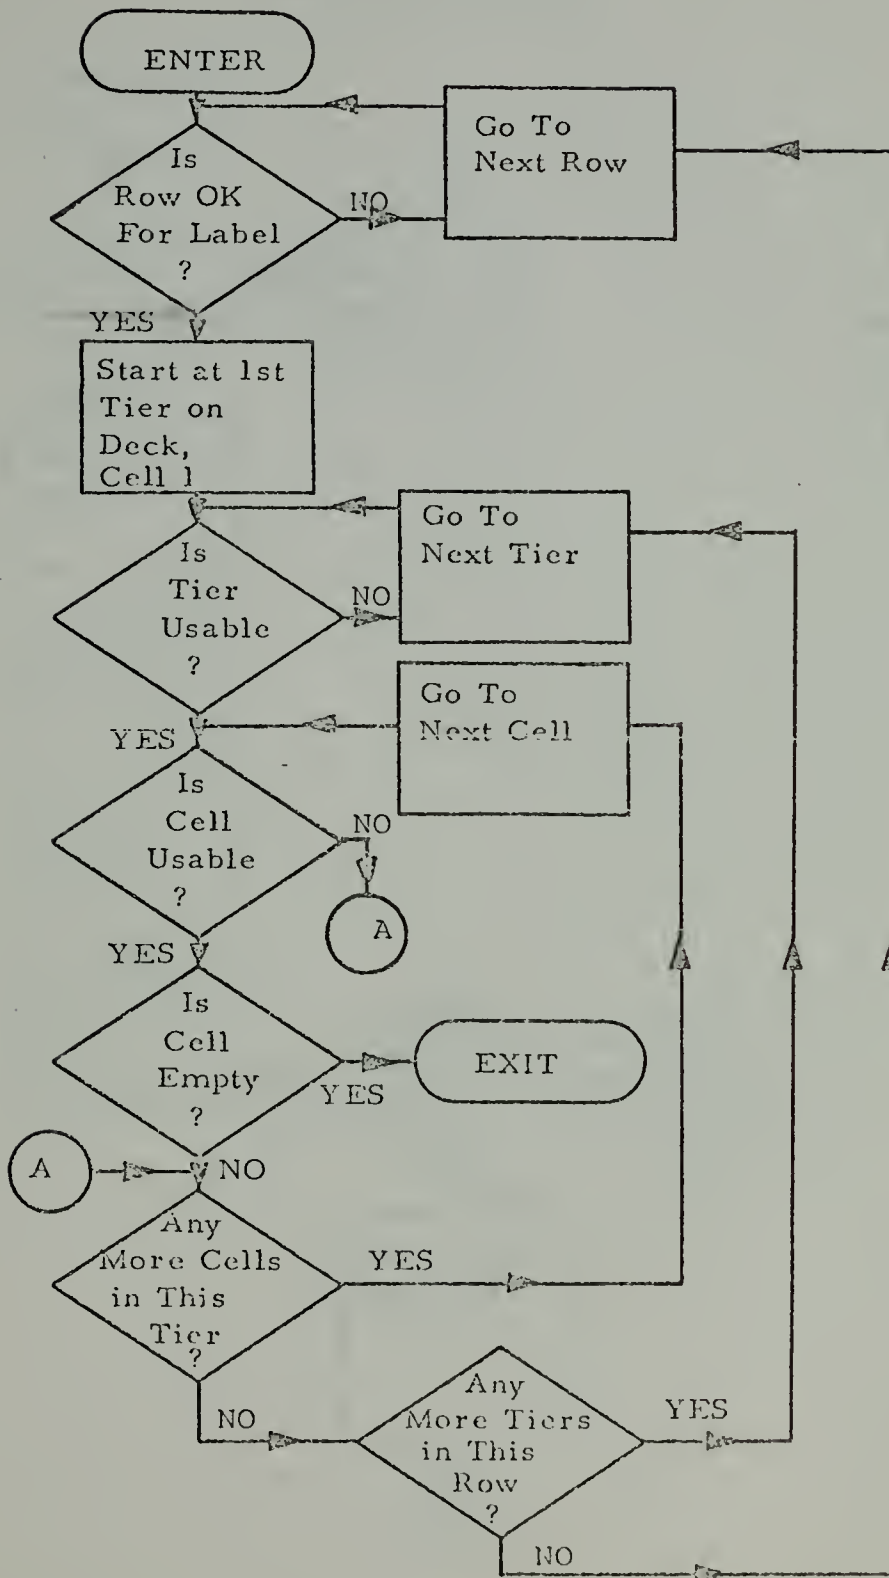 ENTER
Go To
Next Row
Is
Row OK
For Label
?
NO
YES
Start at 1st
Tier on
Deck,
Cell 1
Go To
Next Tier
Is
Tier
Usable
?
NO
Go To
Next Cell
YES
Is
Cell
Usable
?
NO
A
YES
Is
Cell
Empty
?
YES
EXIT
A
NO
Any
More Cells
in This
Tier
?
YES
NO
Any
More Tiers
in This
Row
?
YES
NO